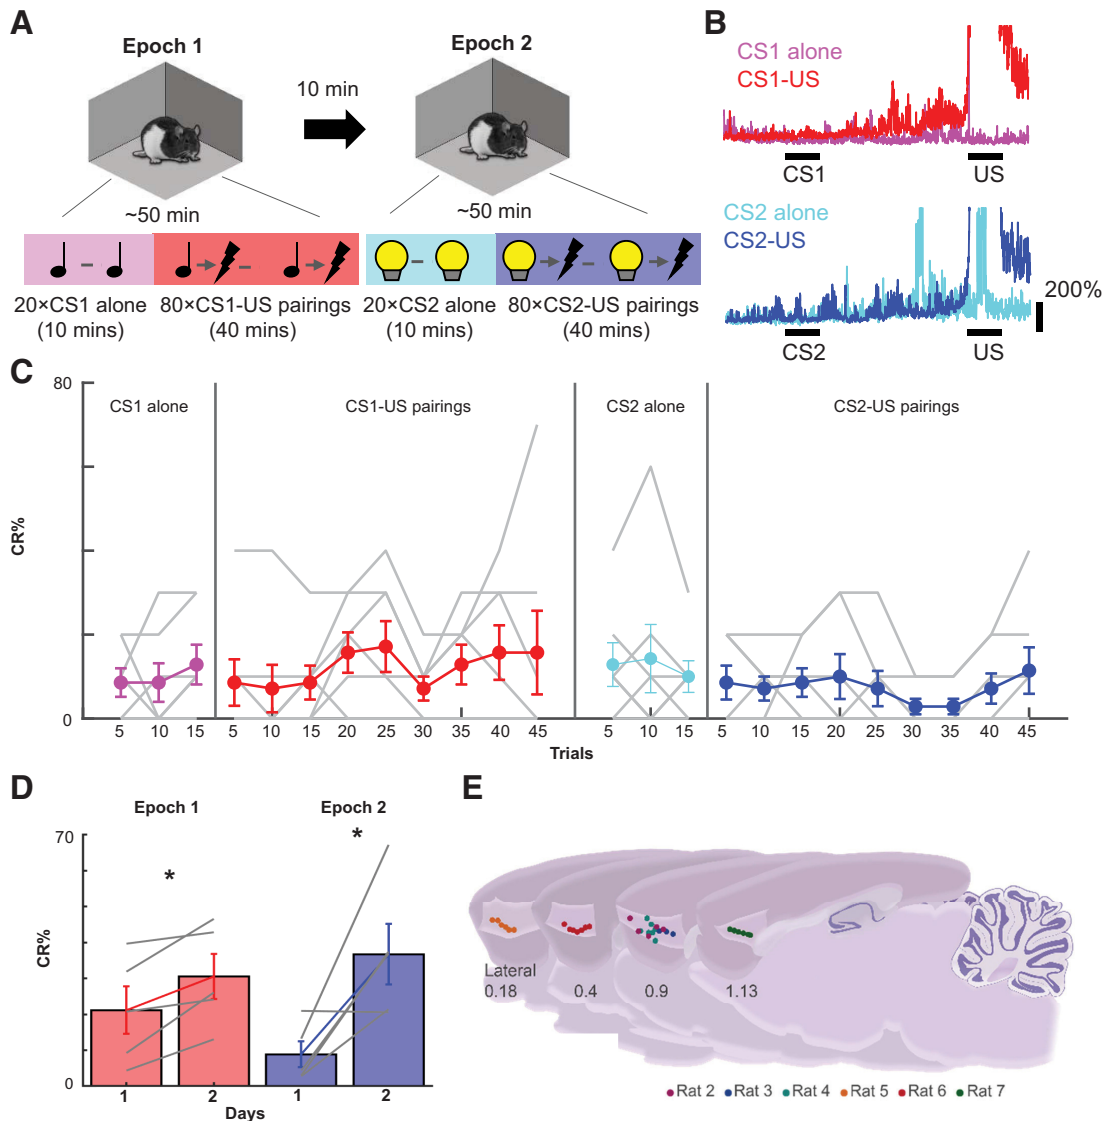 A
Epoch 1
10 min
Epoch 2
~50 min
~50 min
20×CS1 alone
(10 mins)
80×CS1-US pairings
(40 mins)
20×CS2 alone
(10 mins)
80×CS2-US pairings
(40 mins)
B
CS1 alone
CS1-US
CS1
US
CS2 alone
CS2-US
200%
CS2
US
C
80
CS1 alone
CS1-US pairings
CS2 alone
CS2-US pairings
CR%
0
5 10 15 5 10 15 20 25 30 35 40 45 5 10 15 5 10 15 20 25 30 35 40 45
Trials
D
Epoch 1
Epoch 2
70
*
*
CR%
0
1 2 1 2
Days
E
Lateral
0.18 0.4 0.9 1.13
Rat 2 Rat 3 Rat 4 Rat 5 Rat 6 Rat 7